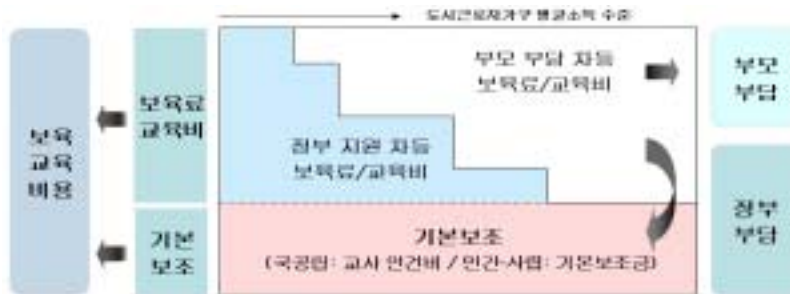 도시근로자가구 평균소득 수준
보육
교육
비용
보육료
교육비
부모 부담 차등
보육료/교육비
부모
부담
정부 지원 차등
보육료/교육비
정부
부담
기본
보조
기본보조
(국공립: 교사 인건비 / 민간·사립: 기본보조금)